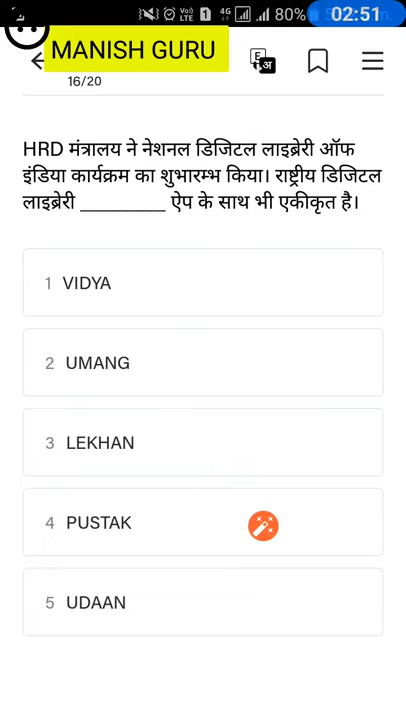 80% 02:51
MANISH GURU
16/20
HRD मंत्रालय ने नेशनल डिजिटल लाइब्रेरी ऑफ
इंडिया कार्यक्रम का शुभारम्भ किया। राष्ट्रीय डिजिटल
लाइब्रेरी ________ ऐप के साथ भी एकीकृत है।
1 VIDYA
2 UMANG
3 LEKHAN
4 PUSTAK
5 UDAAN